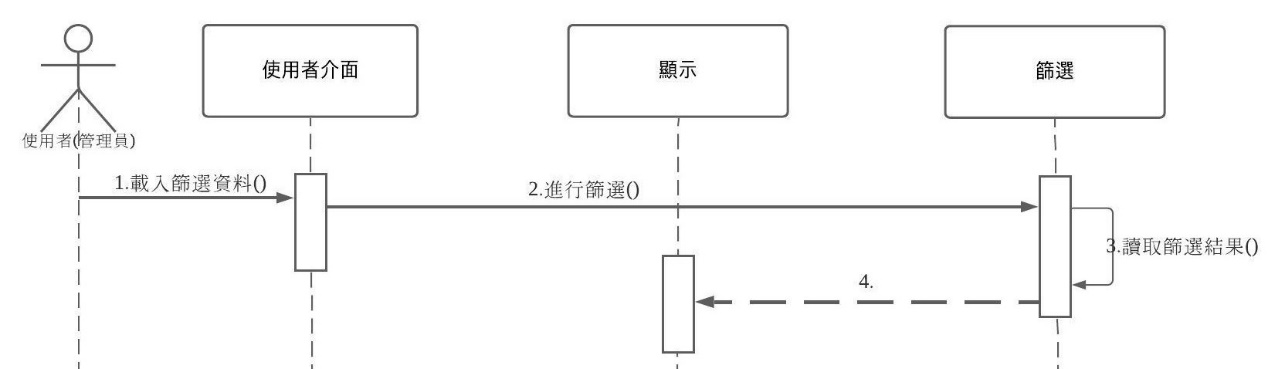 使用者介面
顯示
篩選
使用者(管理員)
1.載入篩選資料()
2.進行篩選()
3.讀取篩選結果()
4.